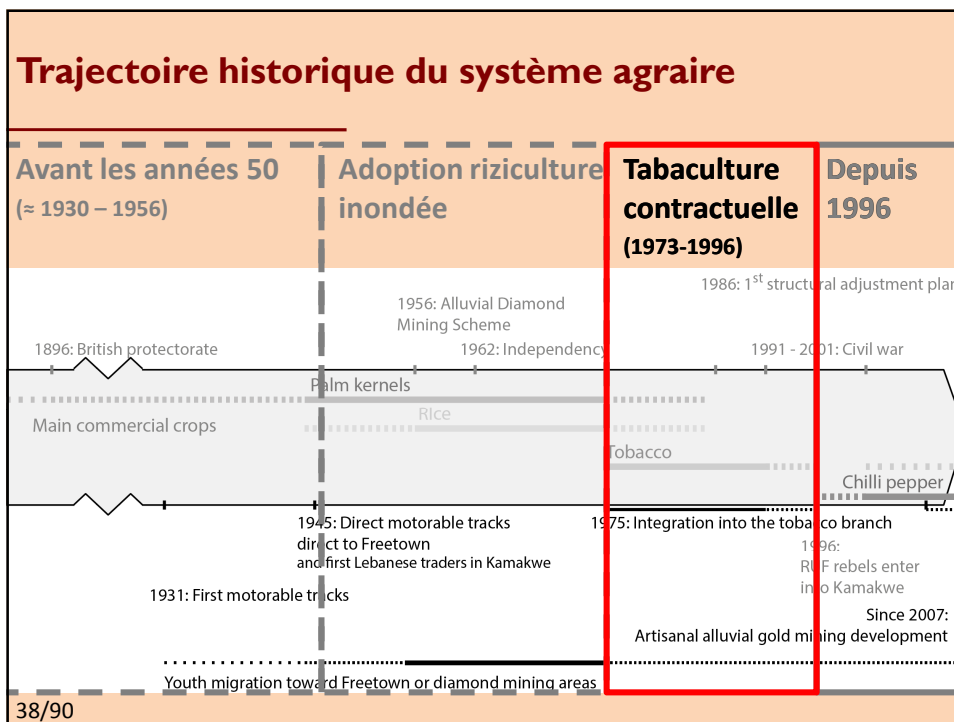 Trajectoire historique du système agraire
Avant les années 50
(≈ 1930 – 1956)
Adoption riziculture
inondée
Tabaculture
contractuelle
(1973-1996)
Depuis
1996
1986: 1st structural adjustment plan
1956: Alluvial Diamond
Mining Scheme
1896: British protectorate
1962: Independency
1991 - 2001: Civil war
Palm kernels
Rice
Main commercial crops
Tobacco
Chilli pepper
1945: Direct motorable tracks
direct to Freetown
and first Lebanese traders in Kamakwe
1975: Integration into the tobacco branch
1996:
RUF rebels enter
into Kamakwe
1931: First motorable tracks
Since 2007:
Artisanal alluvial gold mining development
Youth migration toward Freetown or diamond mining areas
38/90